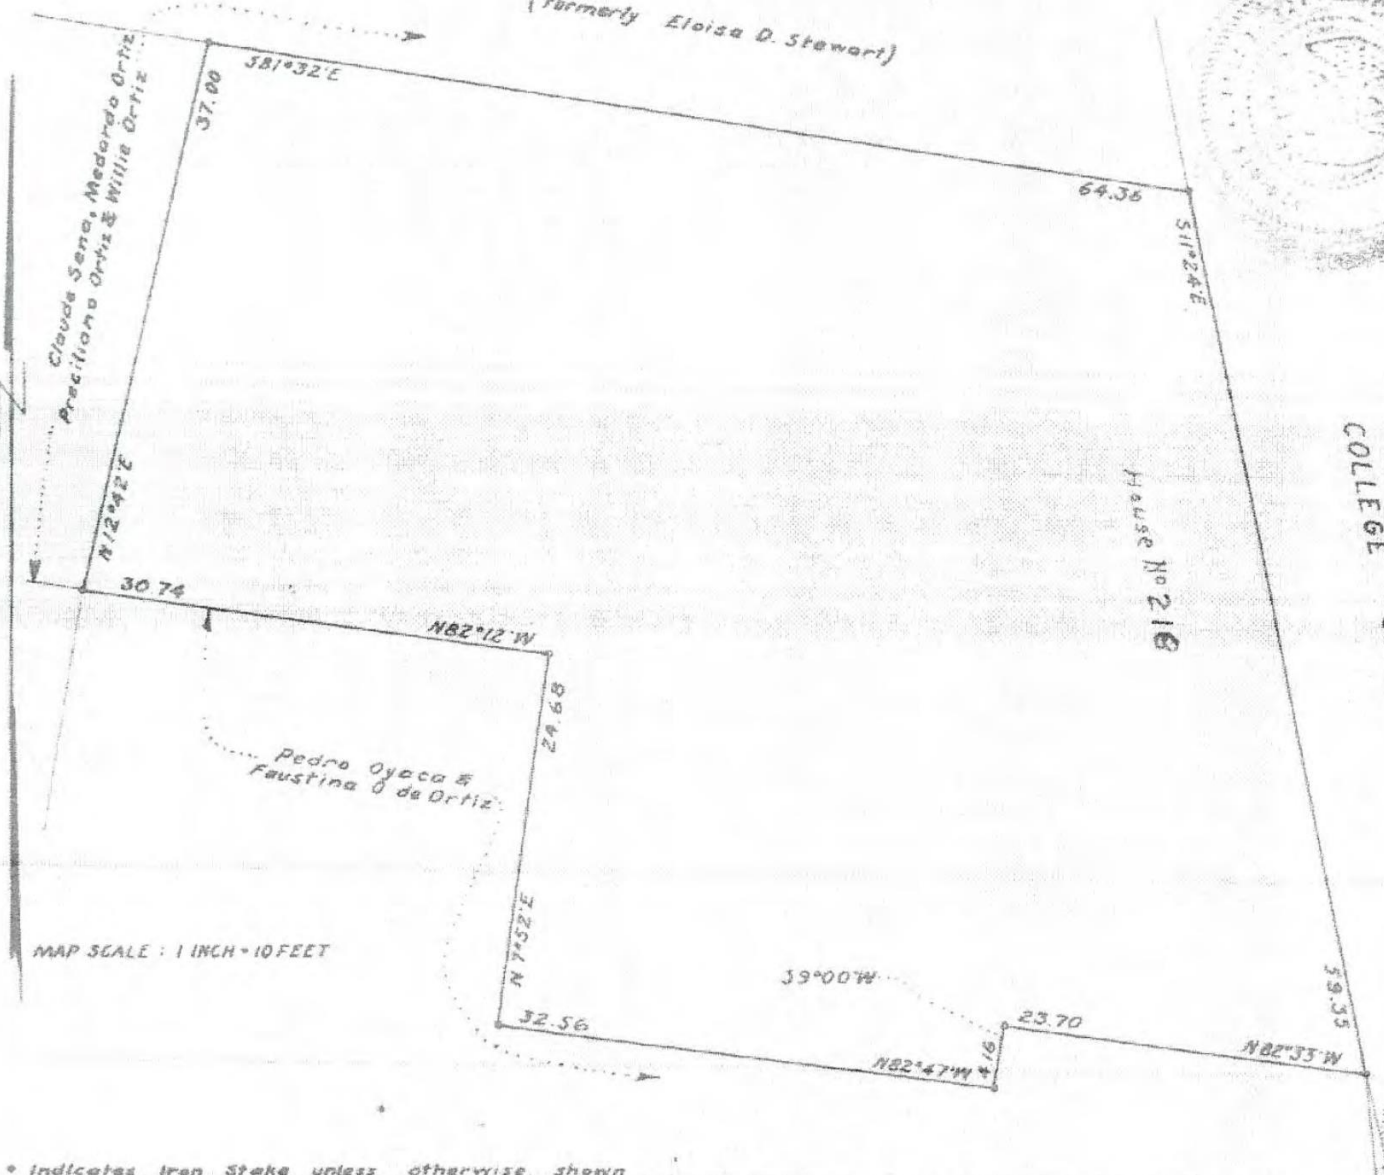 (formerly Eloisa D. Stewart)
S81°32'E
64.36
37.00
Claude Sena, Medardo Ortiz
Preciliano Ortiz & Willie Ortiz
N12°42'E
S11°24'E
59.35
COLLEGE
House No 218
30.74
N82°12'W
24.68
N7°52'E
Pedro Oyaca &
Faustina O de Ortiz
MAP SCALE : 1 INCH = 10 FEET
S9°00'W
32.56
N82°47'W
4.16
23.70
N82°33'W
• Indicates Iron Stake unless otherwise shown